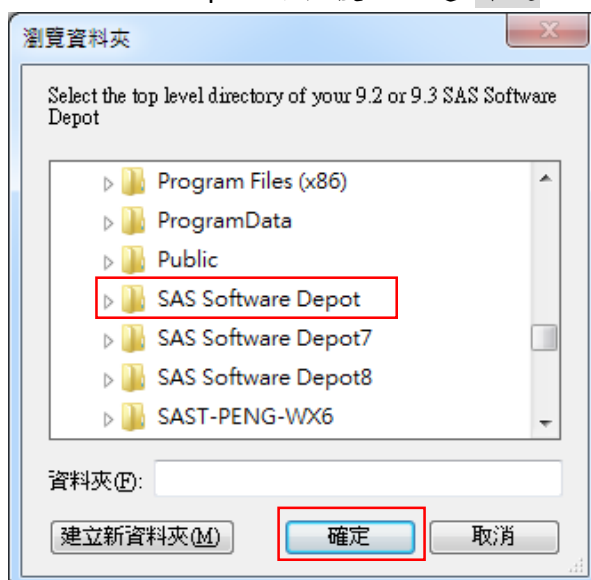 瀏覽資料夾
Select the top level directory of your 9.2 or 9.3 SAS Software
Depot
Program Files (x86)
ProgramData
Public
SAS Software Depot
SAS Software Depot7
SAS Software Depot8
SAST-PENG-WX6
資料夾(F):
建立新資料夾(M)
確定
取消